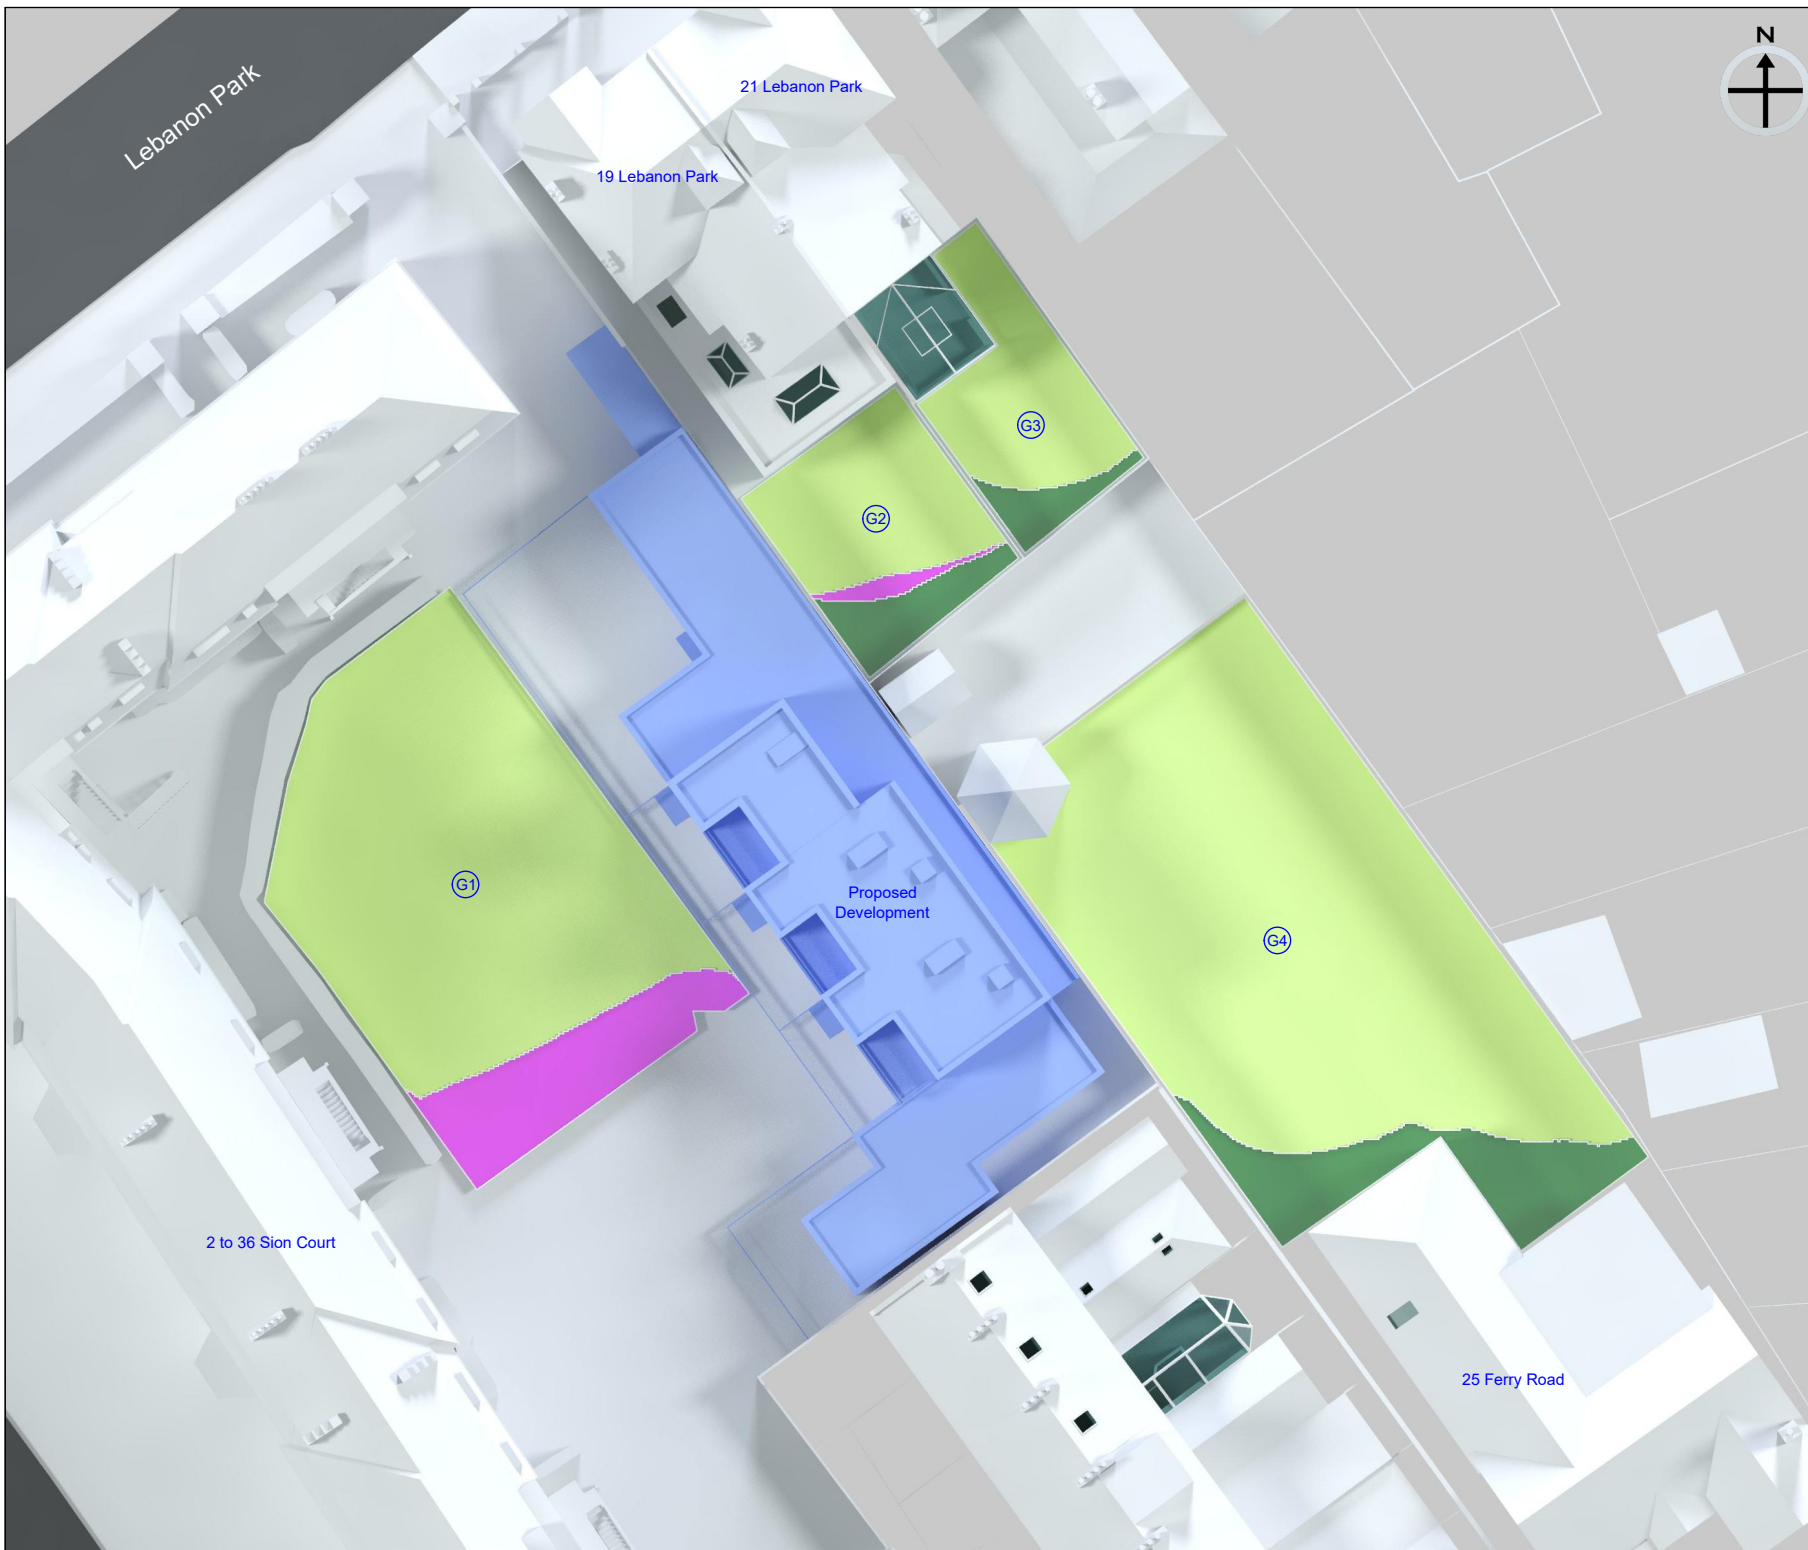 N
Lebanon Park
21 Lebanon Park
19 Lebanon Park
G3
G2
G1
Proposed
Development
G4
2 to 36 Sion Court
25 Ferry Road